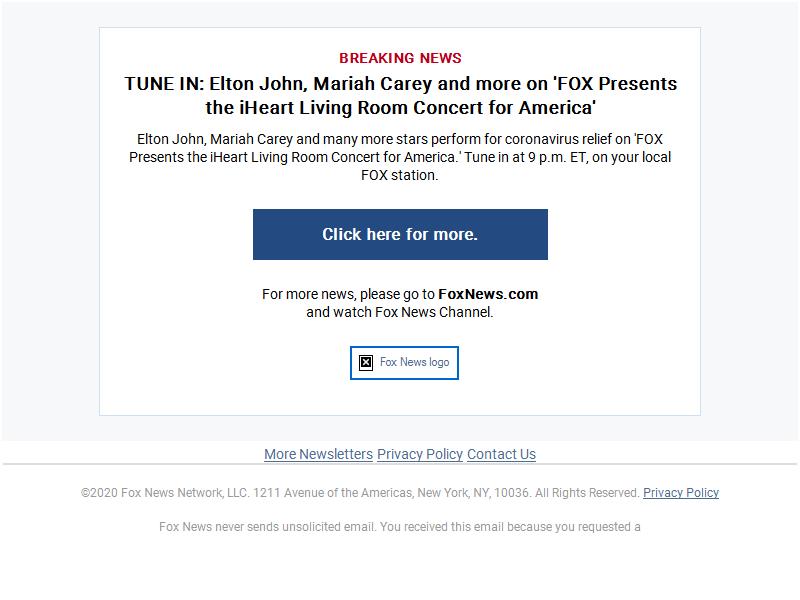 BREAKING NEWS
TUNE IN: Elton John, Mariah Carey and more on 'FOX Presents
the iHeart Living Room Concert for America'
Elton John, Mariah Carey and many more stars perform for coronavirus relief on 'FOX
Presents the iHeart Living Room Concert for America.' Tune in at 9 p.m. ET, on your local
FOX station.
Click here for more.
For more news, please go to FoxNews.com
and watch Fox News Channel.
Fox News logo
More Newsletters Privacy Policy Contact Us
©2020 Fox News Network, LLC. 1211 Avenue of the Americas, New York, NY, 10036. All Rights Reserved. Privacy Policy
Fox News never sends unsolicited email. You received this email because you requested a